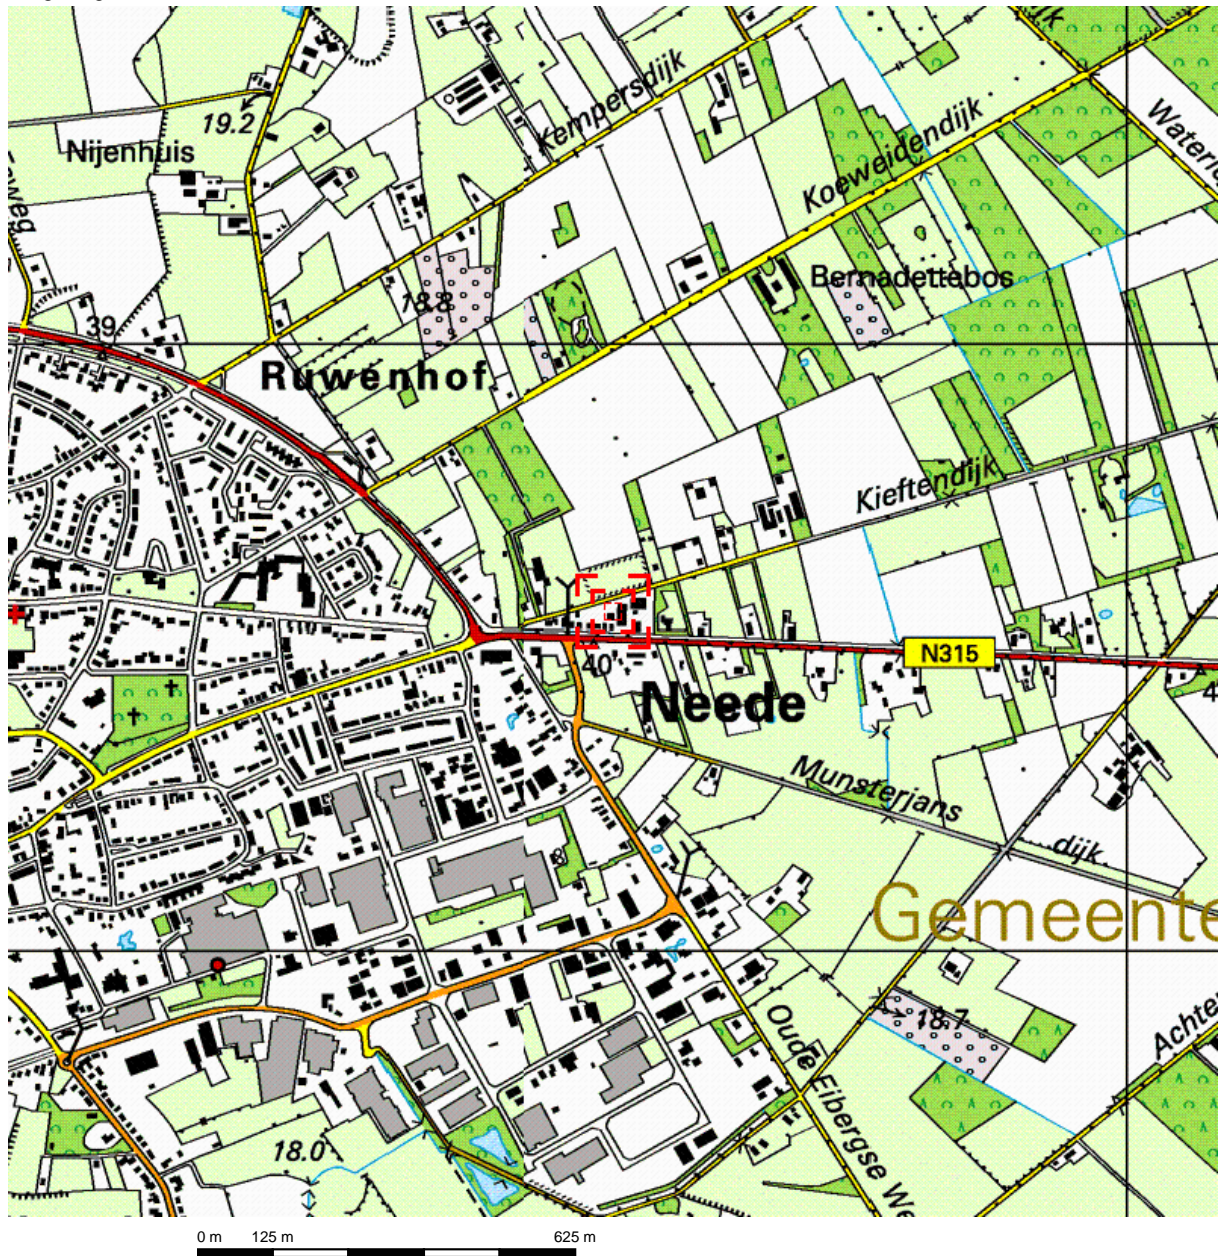 Kempersdijk
19.2
Nijenhuis
Koeweidendijk
Bernadettebos
18.8
39
Ruwenhof
Kieftendijk
N315
40
Neede
4
Munsterjans
dijk
Gemeente
18.7
Oude Eibergse We
Achte
18.0
0 m 125 m 625 m